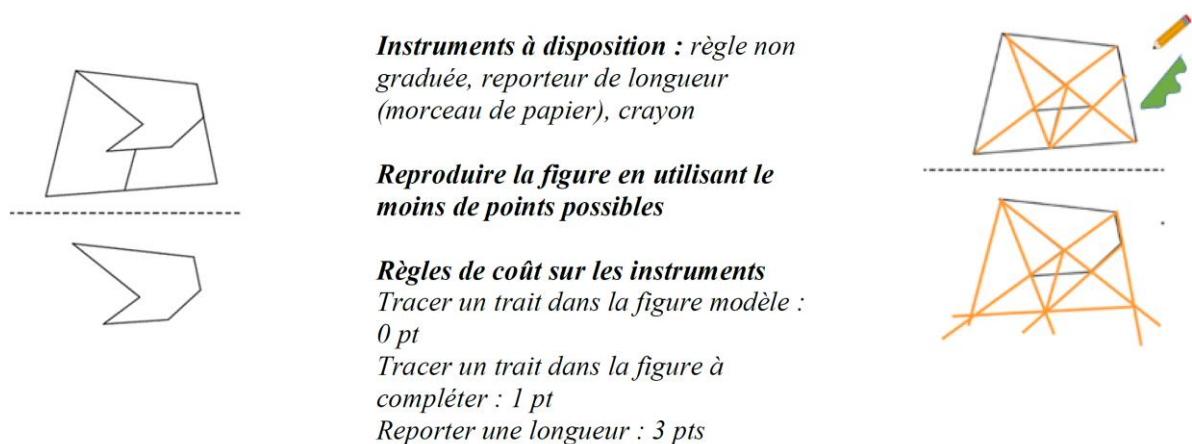 Instruments à disposition : règle non
graduée, reporteur de longueur
(morceau de papier), crayon
Reproduire la figure en utilisant le
moins de points possibles
Règles de coût sur les instruments
Tracer un trait dans la figure modèle :
0 pt
Tracer un trait dans la figure à
compléter : 1 pt
Reporter une longueur : 3 pts